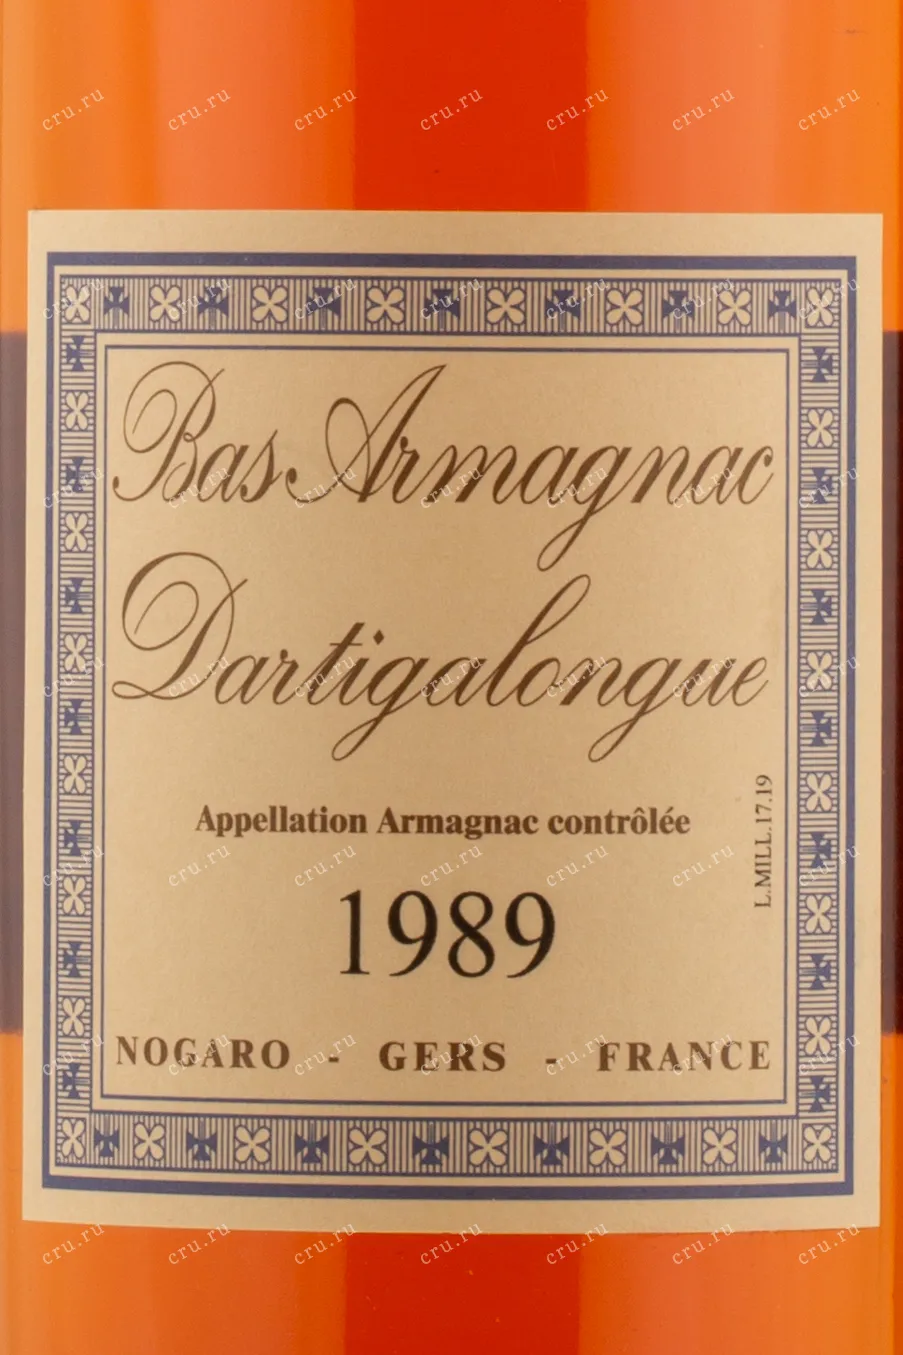 Bas Armagnac
Dartigalongue
Appellation Armagnac contrôlée
L.MILL.17.19
1989
NOGARO - GERS - FRANCE
cru.ru